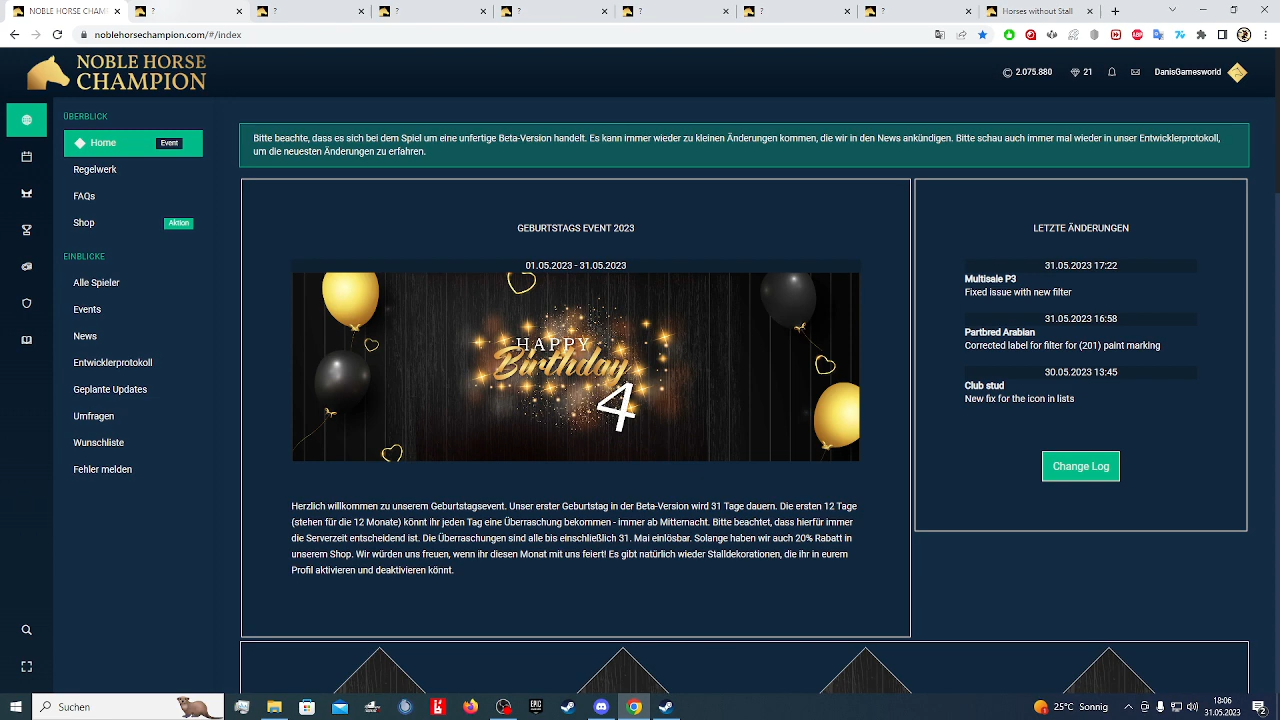 NOBLE HORSE CHAM
?
?
?
?
?
?
?
Horses without Stall
noblehorsechampion.com/#/index
NOBLE HORSE
CHAMPION
2.075.880
21
DanisGamesworld
ÜBERBLICK
Home
Event
Regelwerk
FAQs
Shop
Aktion
EINBLICKE
Alle Spieler
Events
News
Entwicklerprotokoll
Geplante Updates
Umfragen
Wunschliste
Fehler melden
Bitte beachte, dass es sich bei dem Spiel um eine unfertige Beta-Version handelt. Es kann immer wieder zu kleinen Änderungen kommen, die wir in den News ankündigen. Bitte schau auch immer mal wieder in unser Entwicklerprotokoll,
um die neuesten Änderungen zu erfahren.
GEBURTSTAGS EVENT 2023
01.05.2023 - 31.05.2023
HAPPY
Birthday
4
Herzlich willkommen zu unserem Geburtstagsevent. Unser erster Geburtstag in der Beta-Version wird 31 Tage dauern. Die ersten 12 Tage
(stehen für die 12 Monate) könnt ihr jeden Tag eine Überraschung bekommen - immer ab Mitternacht. Bitte beachtet, dass hierfür immer
die Serverzeit entscheidend ist. Die Überraschungen sind alle bis einschließlich 31. Mai einlösbar. Solange haben wir auch 20% Rabatt in
unserem Shop. Wir würden uns freuen, wenn ihr diesen Monat mit uns feiert! Es gibt natürlich wieder Stalldekorationen, die ihr in eurem
Profil aktivieren und deaktivieren könnt.
LETZTE ÄNDERUNGEN
31.05.2023 17:22
Multisale P3
Fixed issue with new filter
31.05.2023 16:58
Partbred Arabian
Corrected label for filter for (201) paint marking
30.05.2023 13:45
Club stud
New fix for the icon in lists
Change Log
Suchen
25°C Sonnig
18:06
31.05.2023